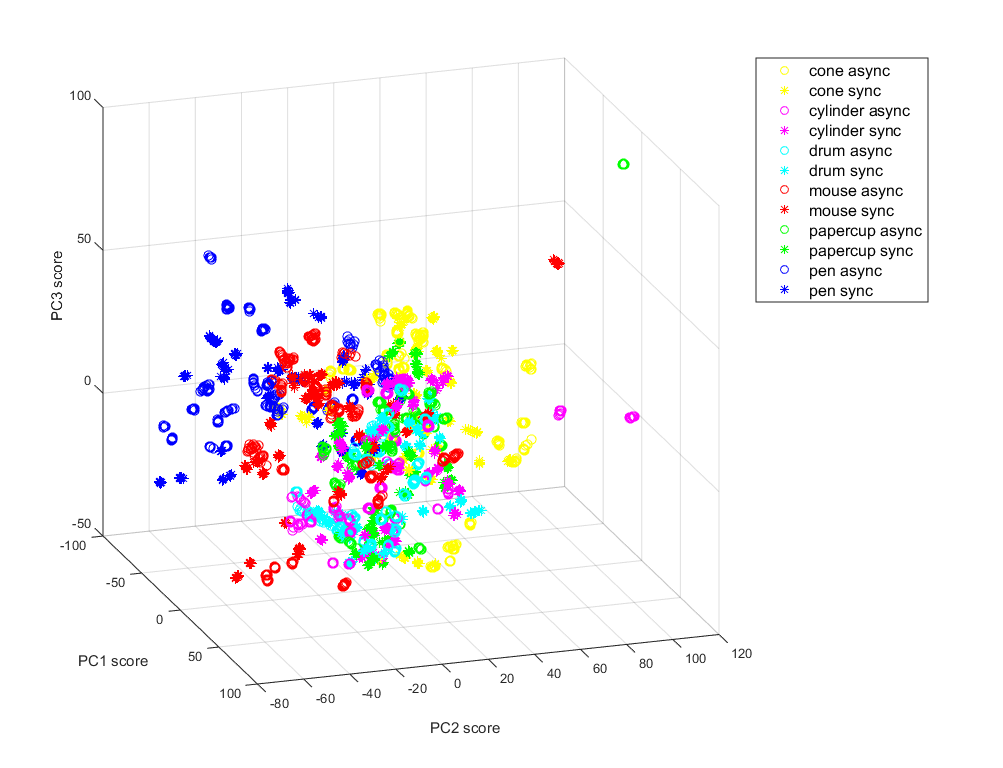 cone async
cone sync
cylinder async
cylinder sync
drum async
drum sync
mouse async
mouse sync
papercup async
papercup sync
pen async
pen sync
100
50
0
-50
PC3 score
-100
-50
0
50
100
PC1 score
-80
-60
-40
-20
0
20
40
60
80
100
120
PC2 score